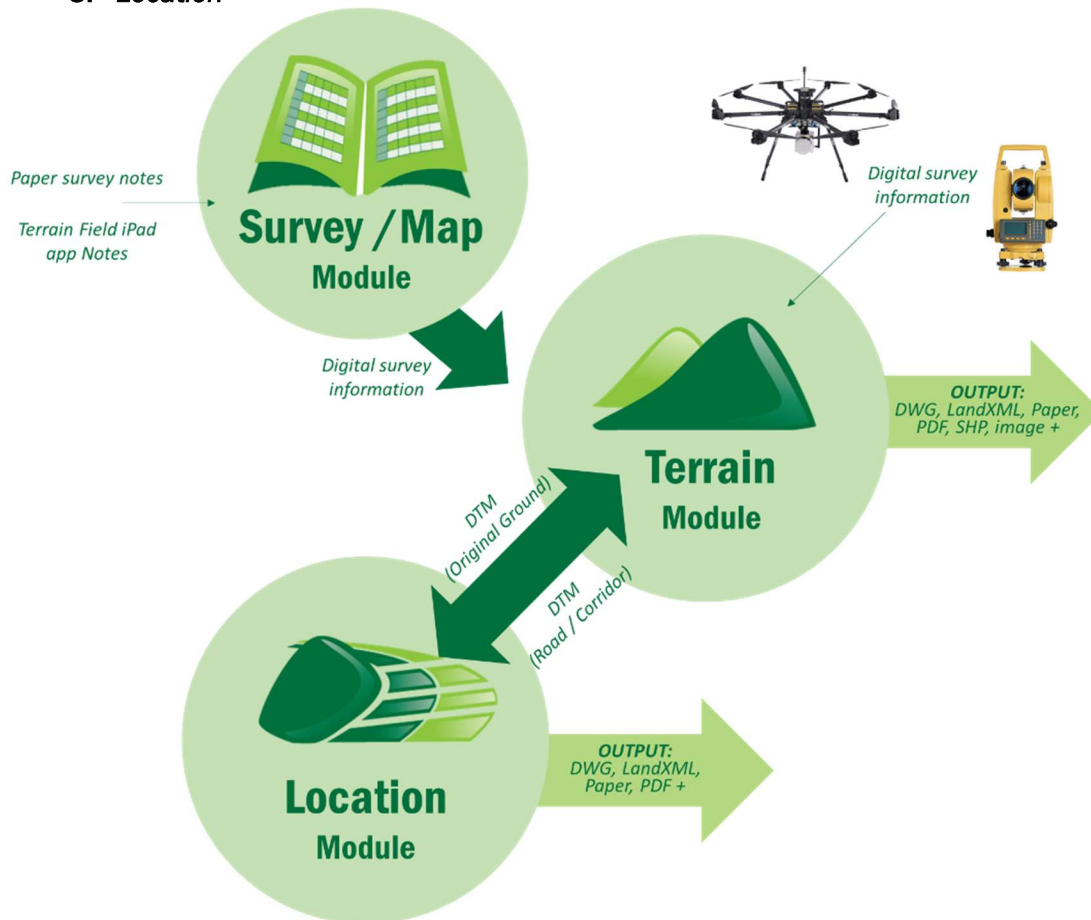 3. Location
Paper survey notes
Terrain Field iPad
app Notes
Survey / Map
Module
Digital survey
information
Digital survey
information
Terrain
Module
OUTPUT:
DWG, LandXML, Paper,
PDF, SHP, image +
DTM
(Original Ground)
DTM
(Road / Corridor)
Location
Module
OUTPUT:
DWG, LandXML,
Paper, PDF +